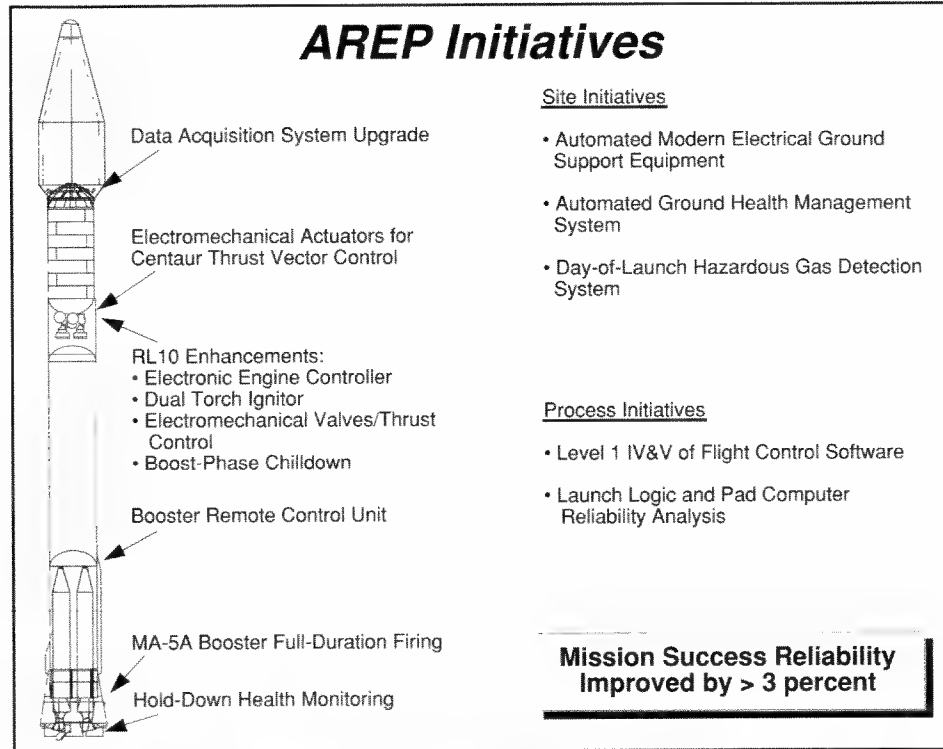 AREP Initiatives
Data Acquisition System Upgrade
Electromechanical Actuators for
Centaur Thrust Vector Control
RL10 Enhancements:
• Electronic Engine Controller
• Dual Torch Ignitor
• Electromechanical Valves/Thrust
Control
• Boost-Phase Chilldown
Booster Remote Control Unit
MA-5A Booster Full-Duration Firing
Hold-Down Health Monitoring
Site Initiatives
• Automated Modern Electrical Ground
Support Equipment
• Automated Ground Health Management
System
• Day-of-Launch Hazardous Gas Detection
System
Process Initiatives
• Level 1 IV&V of Flight Control Software
• Launch Logic and Pad Computer
Reliability Analysis
Mission Success Reliability
Improved by > 3 percent